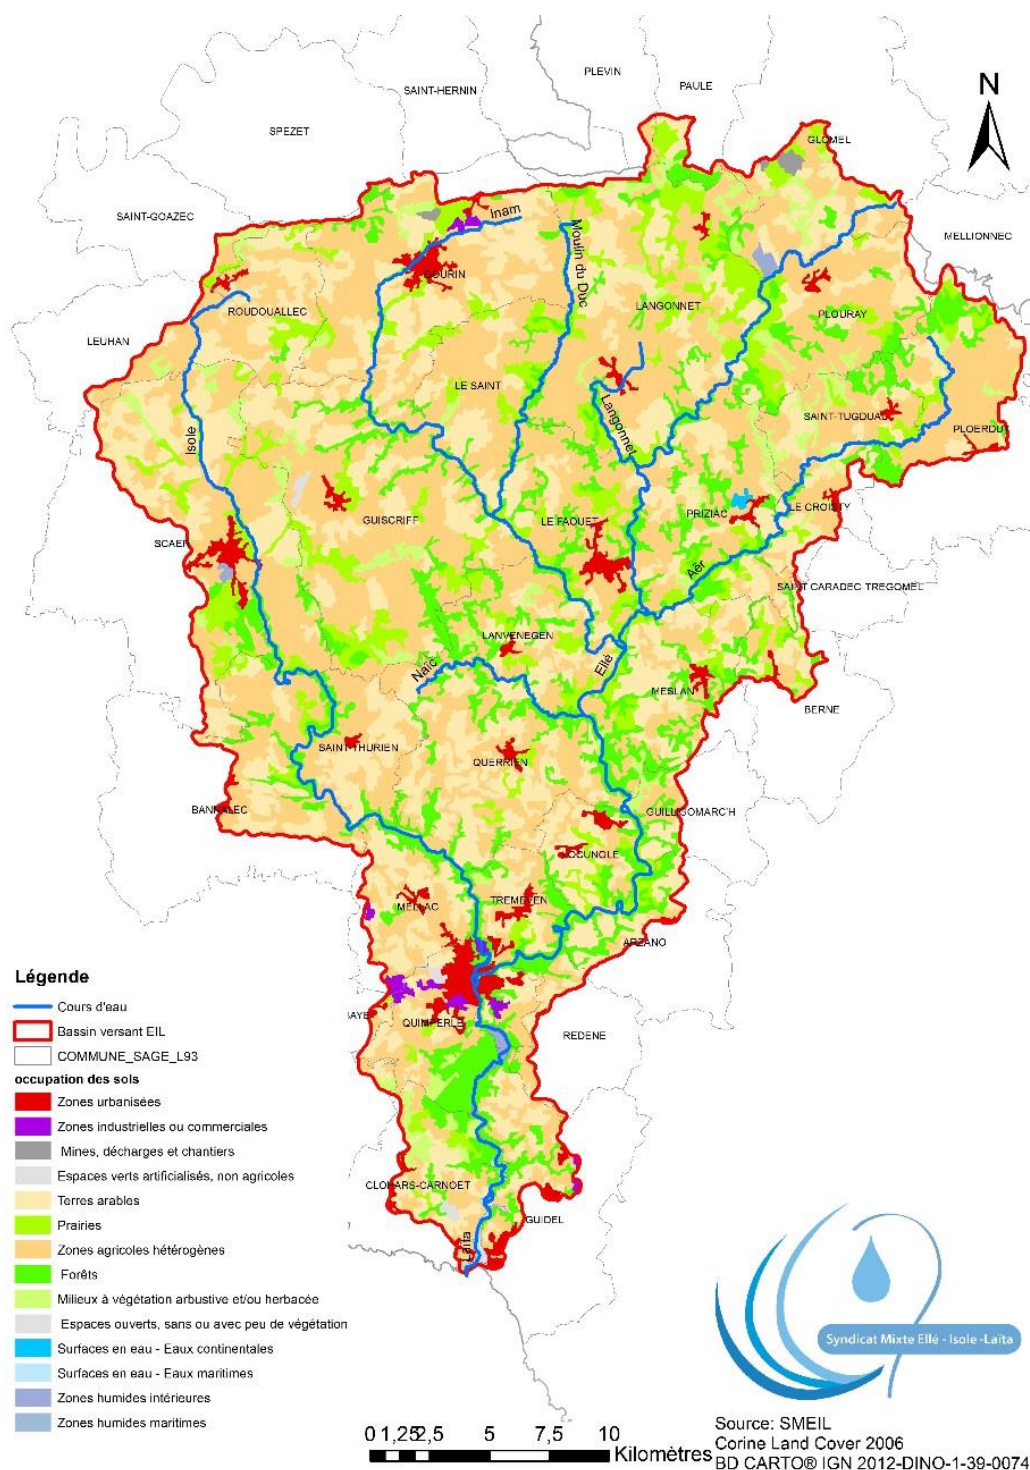 PLEVIN
PAULE
SAINT-HERNIN
N
SPEZET
GLOMEL
SAINT-GOAZEC
Inam
MELLIONNEC
Moulin du Duc
GOURIN
LANGONNET
ROUDOUALLEC
PLOURAY
LEUHAN
LE SAINT
Isole
Langonnet
SAINT-TUGDUAL
PLOERDUT
GUISCRIFF
LE FAOUET
PRIZIAC
LE CROISTY
SCAER
Aër
SAINT CARADEC TREGOMEL
LANVENEGEN
Naïc
Ellé
MESLAN
BERNE
SAINT-THURIEN
QUERRIEN
BANNALEC
GUILLIGOMARC'H
LOCUNOLE
MELLAC
TREMEVEN
ARZANO
BAYE
QUIMPERLE
REDENE
CLOHARS-CARNOET
GUIDEL
Laïta
Légende
Cours d'eau
Bassin versant EIL
COMMUNE_SAGE_L93
occupation des sols
Zones urbanisées
Zones industrielles ou commerciales
Mines, décharges et chantiers
Espaces verts artificialisés, non agricoles
Terres arables
Prairies
Zones agricoles hétérogènes
Forêts
Milieux à végétation arbustive et/ou herbacée
Espaces ouverts, sans ou avec peu de végétation
Surfaces en eau - Eaux continentales
Surfaces en eau - Eaux maritimes
Zones humides intérieures
Zones humides maritimes
Syndicat Mixte Ellé - Isole -Laïta
0 1,25 2,5 5 7,5 10
Kilomètres
Source: SMEIL
Corine Land Cover 2006
BD CARTO® IGN 2012-DINO-1-39-0074